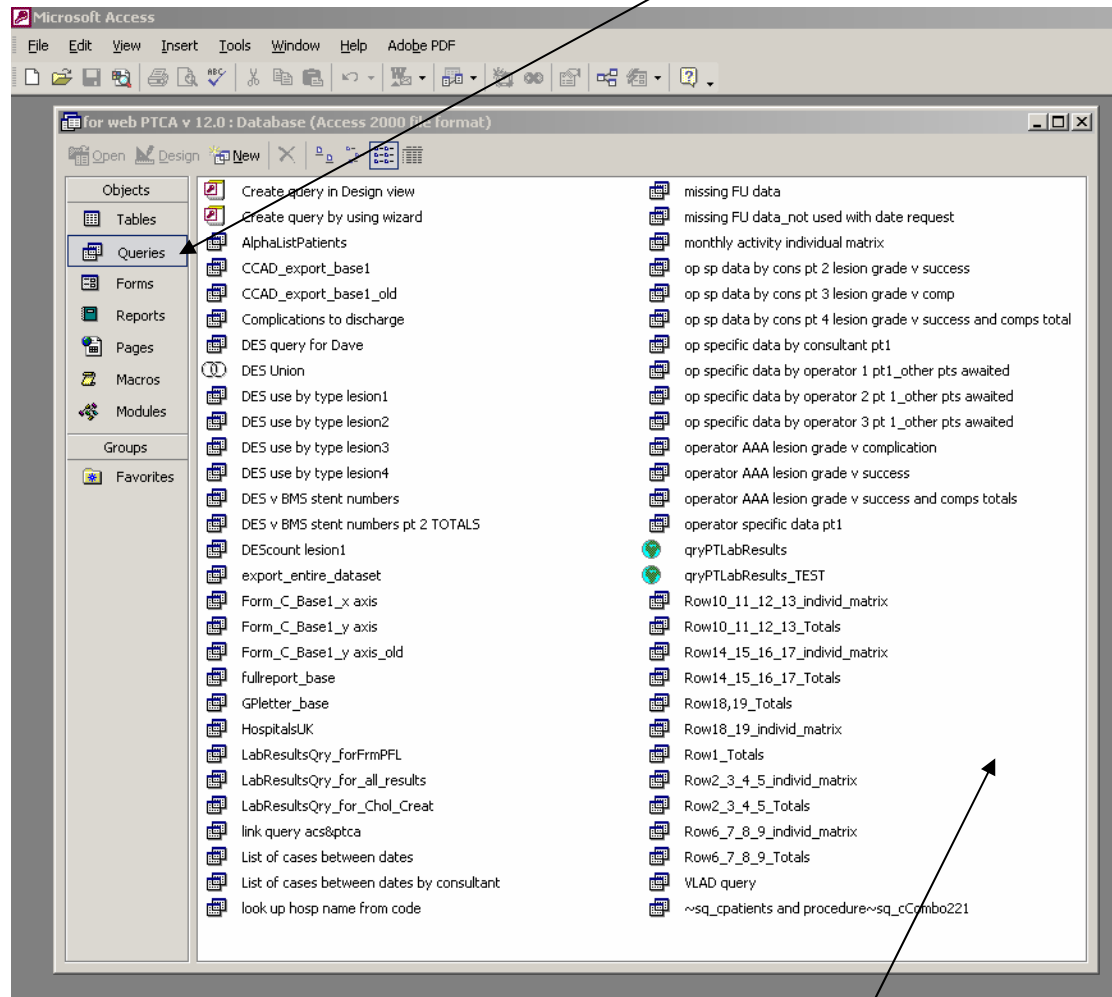 Microsoft Access
File Edit View Insert Tools Window Help Adobe PDF
for web PTCA v 12.0 : Database (Access 2000 file format)
Open Design New
Objects
Tables
Queries
Forms
Reports
Pages
Macros
Modules
Groups
Favorites
Create query in Design view
Create query by using wizard
AlphaListPatients
CCAD_export_base1
CCAD_export_base1_old
Complications to discharge
DES query for Dave
DES Union
DES use by type lesion1
DES use by type lesion2
DES use by type lesion3
DES use by type lesion4
DES v BMS stent numbers
DES v BMS stent numbers pt 2 TOTALS
DEScount lesion1
export_entire_dataset
Form_C_Base1_x axis
Form_C_Base1_y axis
Form_C_Base1_y axis_old
fullreport_base
GPletter_base
HospitalsUK
LabResultsQry_forFrmPFL
LabResultsQry_for_all_results
LabResultsQry_for_Chol_Creat
link query acs&ptca
List of cases between dates
List of cases between dates by consultant
look up hosp name from code
missing FU data
missing FU data_not used with date request
monthly activity individual matrix
op sp data by cons pt 2 lesion grade v success
op sp data by cons pt 3 lesion grade v comp
op sp data by cons pt 4 lesion grade v success and comps total
op specific data by consultant pt1
op specific data by operator 1 pt1_other pts awaited
op specific data by operator 2 pt 1_other pts awaited
op specific data by operator 3 pt 1_other pts awaited
operator AAA lesion grade v complication
operator AAA lesion grade v success
operator AAA lesion grade v success and comps totals
operator specific data pt1
qryPTLabResults
qryPTLabResults_TEST
Row10_11_12_13_individ_matrix
Row10_11_12_13_Totals
Row14_15_16_17_individ_matrix
Row14_15_16_17_Totals
Row18,19_Totals
Row18_19_individ_matrix
Row1_Totals
Row2_3_4_5_individ_matrix
Row2_3_4_5_Totals
Row6_7_8_9_individ_matrix
Row6_7_8_9_Totals
VLAD query
~sq_cpatients and procedure~sq_cCombo221